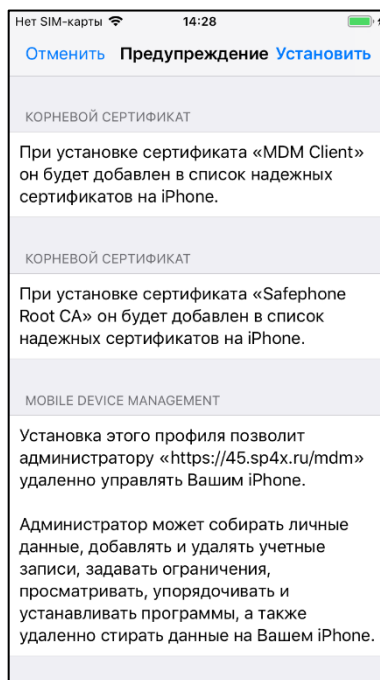 Нет SIM-карты 14:28
Отменить Предупреждение Установить
КОРНЕВОЙ СЕРТИФИКАТ
При установке сертификата «MDM Client»
он будет добавлен в список надежных
сертификатов на iPhone.
КОРНЕВОЙ СЕРТИФИКАТ
При установке сертификата «Safephone
Root CA» он будет добавлен в список
надежных сертификатов на iPhone.
MOBILE DEVICE MANAGEMENT
Установка этого профиля позволит
администратору «https://45.sp4x.ru/mdm»
удаленно управлять Вашим iPhone.
Администратор может собирать личные
данные, добавлять и удалять учетные
записи, задавать ограничения,
просматривать, упорядочивать и
устанавливать программы, а также
удаленно стирать данные на Вашем iPhone.